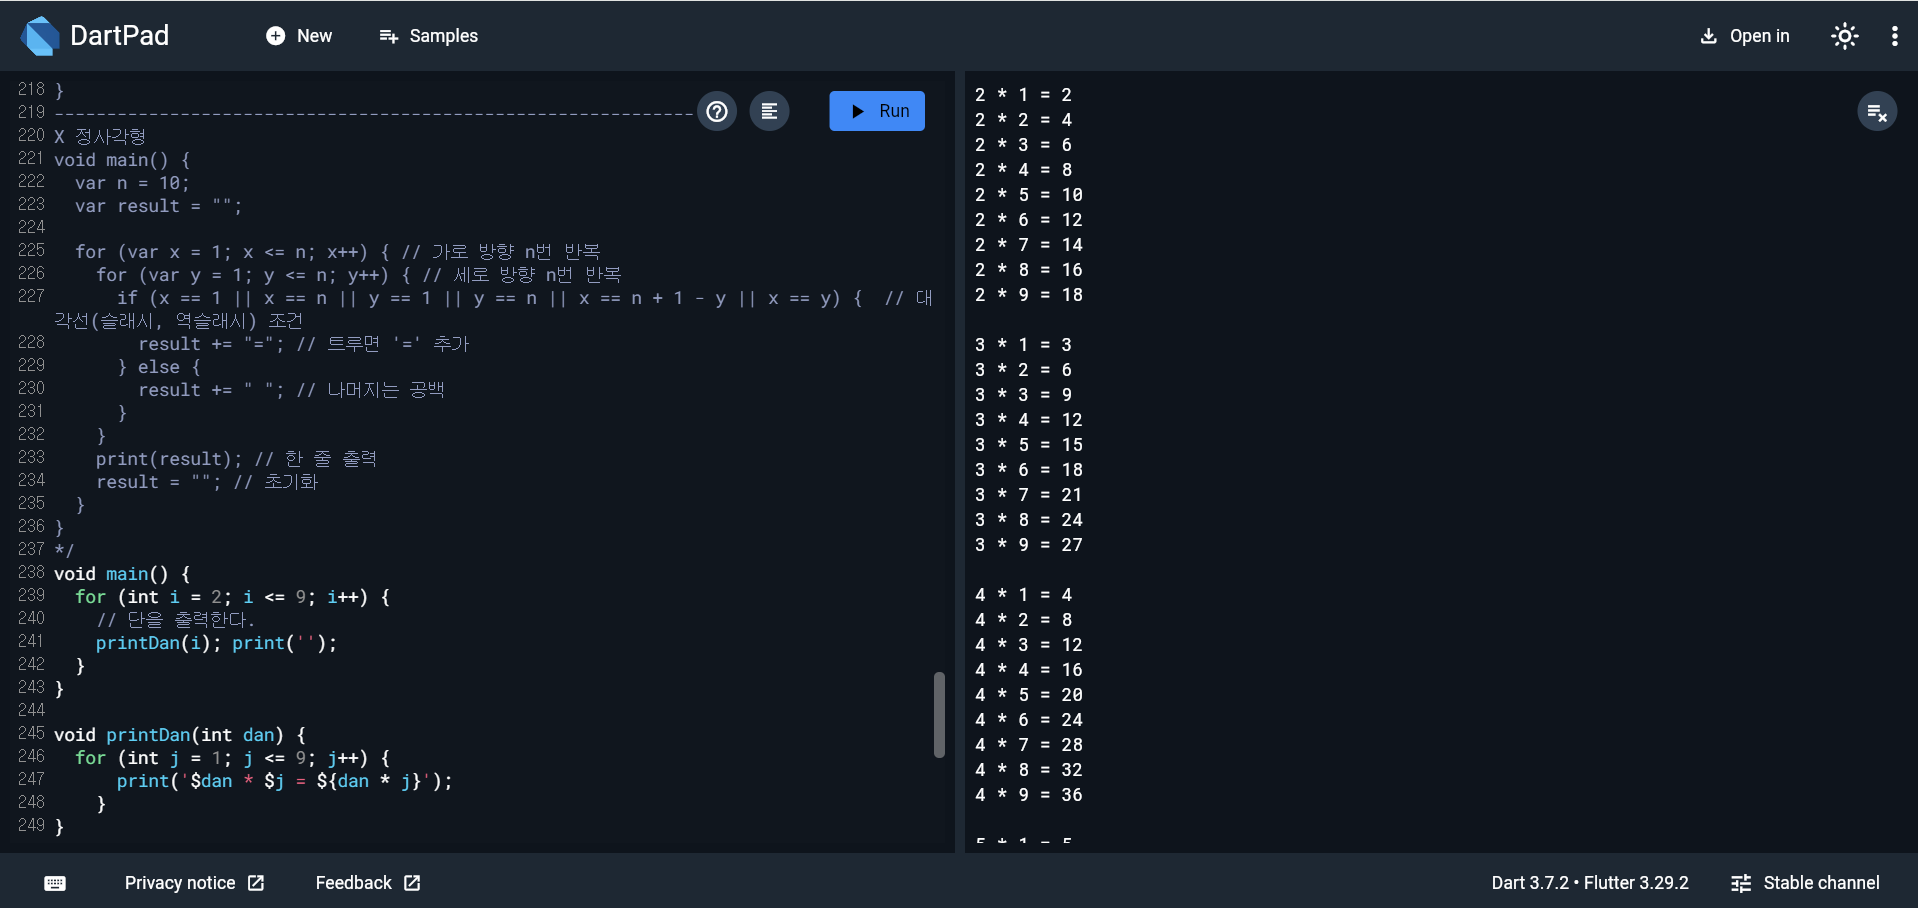 DartPad
New
Samples
Open in
218 }
219 -------------------------------------------------------------
220 X 정사각형
221 void main() {
222   var n = 10;
223   var result = "";
224
225   for (var x = 1; x <= n; x++) { // 가로 방향 n번 반복
226     for (var y = 1; y <= n; y++) { // 세로 방향 n번 반복
227       if (x == 1 || x == n || y == 1 || y == n || x == n + 1 - y || x == y) {  // 대
각선(슬래시, 역슬래시) 조건
228         result += "="; // 트루면 '=' 추가
229       } else {
230         result += " "; // 나머지는 공백
231       }
232     }
233     print(result); // 한 줄 출력
234     result = ""; // 초기화
235   }
236 }
237 */
238 void main() {
239   for (int i = 2; i <= 9; i++) {
240     // 단을 출력한다.
241     printDan(i); print('');
242   }
243 }
244
245 void printDan(int dan) {
246   for (int j = 1; j <= 9; j++) {
247       print('$dan * $j = ${dan * j}');
248     }
249 }
Run
2 * 1 = 2
2 * 2 = 4
2 * 3 = 6
2 * 4 = 8
2 * 5 = 10
2 * 6 = 12
2 * 7 = 14
2 * 8 = 16
2 * 9 = 18
3 * 1 = 3
3 * 2 = 6
3 * 3 = 9
3 * 4 = 12
3 * 5 = 15
3 * 6 = 18
3 * 7 = 21
3 * 8 = 24
3 * 9 = 27
4 * 1 = 4
4 * 2 = 8
4 * 3 = 12
4 * 4 = 16
4 * 5 = 20
4 * 6 = 24
4 * 7 = 28
4 * 8 = 32
4 * 9 = 36
5 * 1 = 5
Privacy notice
Feedback
Dart 3.7.2 • Flutter 3.29.2
Stable channel